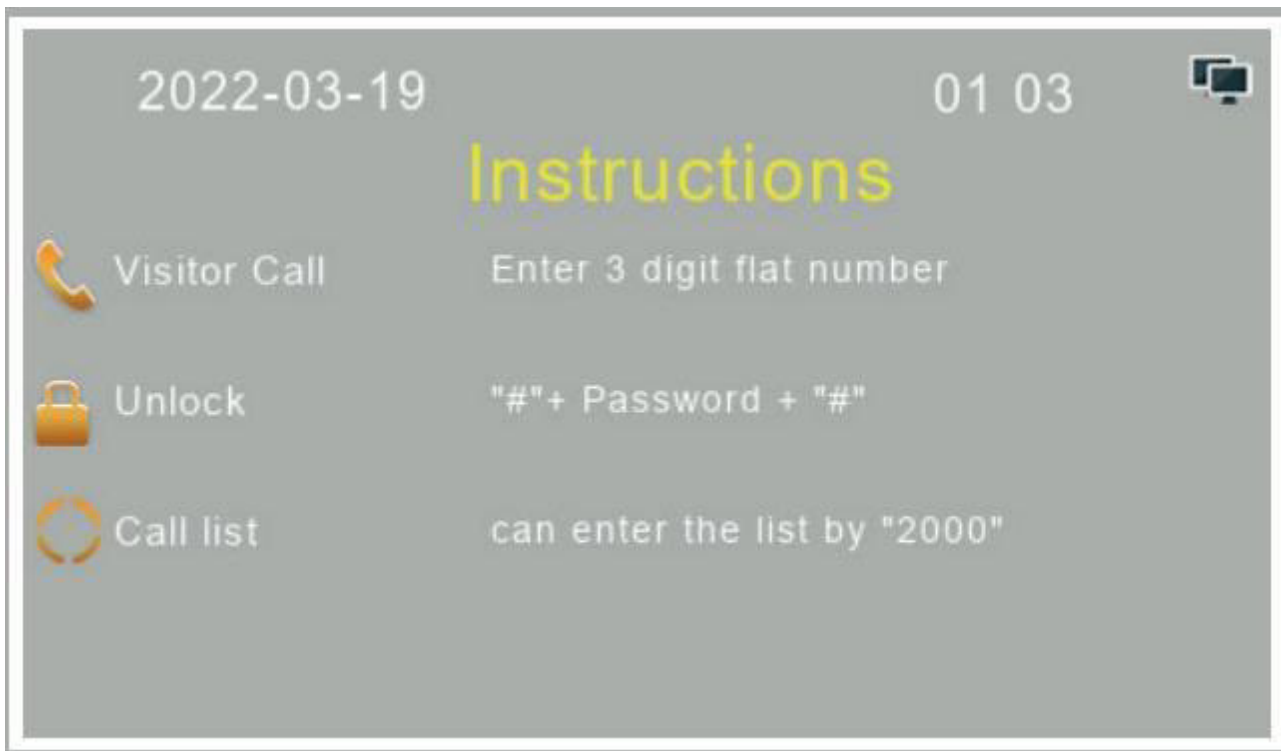 2022-03-19 01 03
Instructions
Visitor Call Enter 3 digit flat number
Unlock "#"+ Password + "#"
Call list can enter the list by "2000"